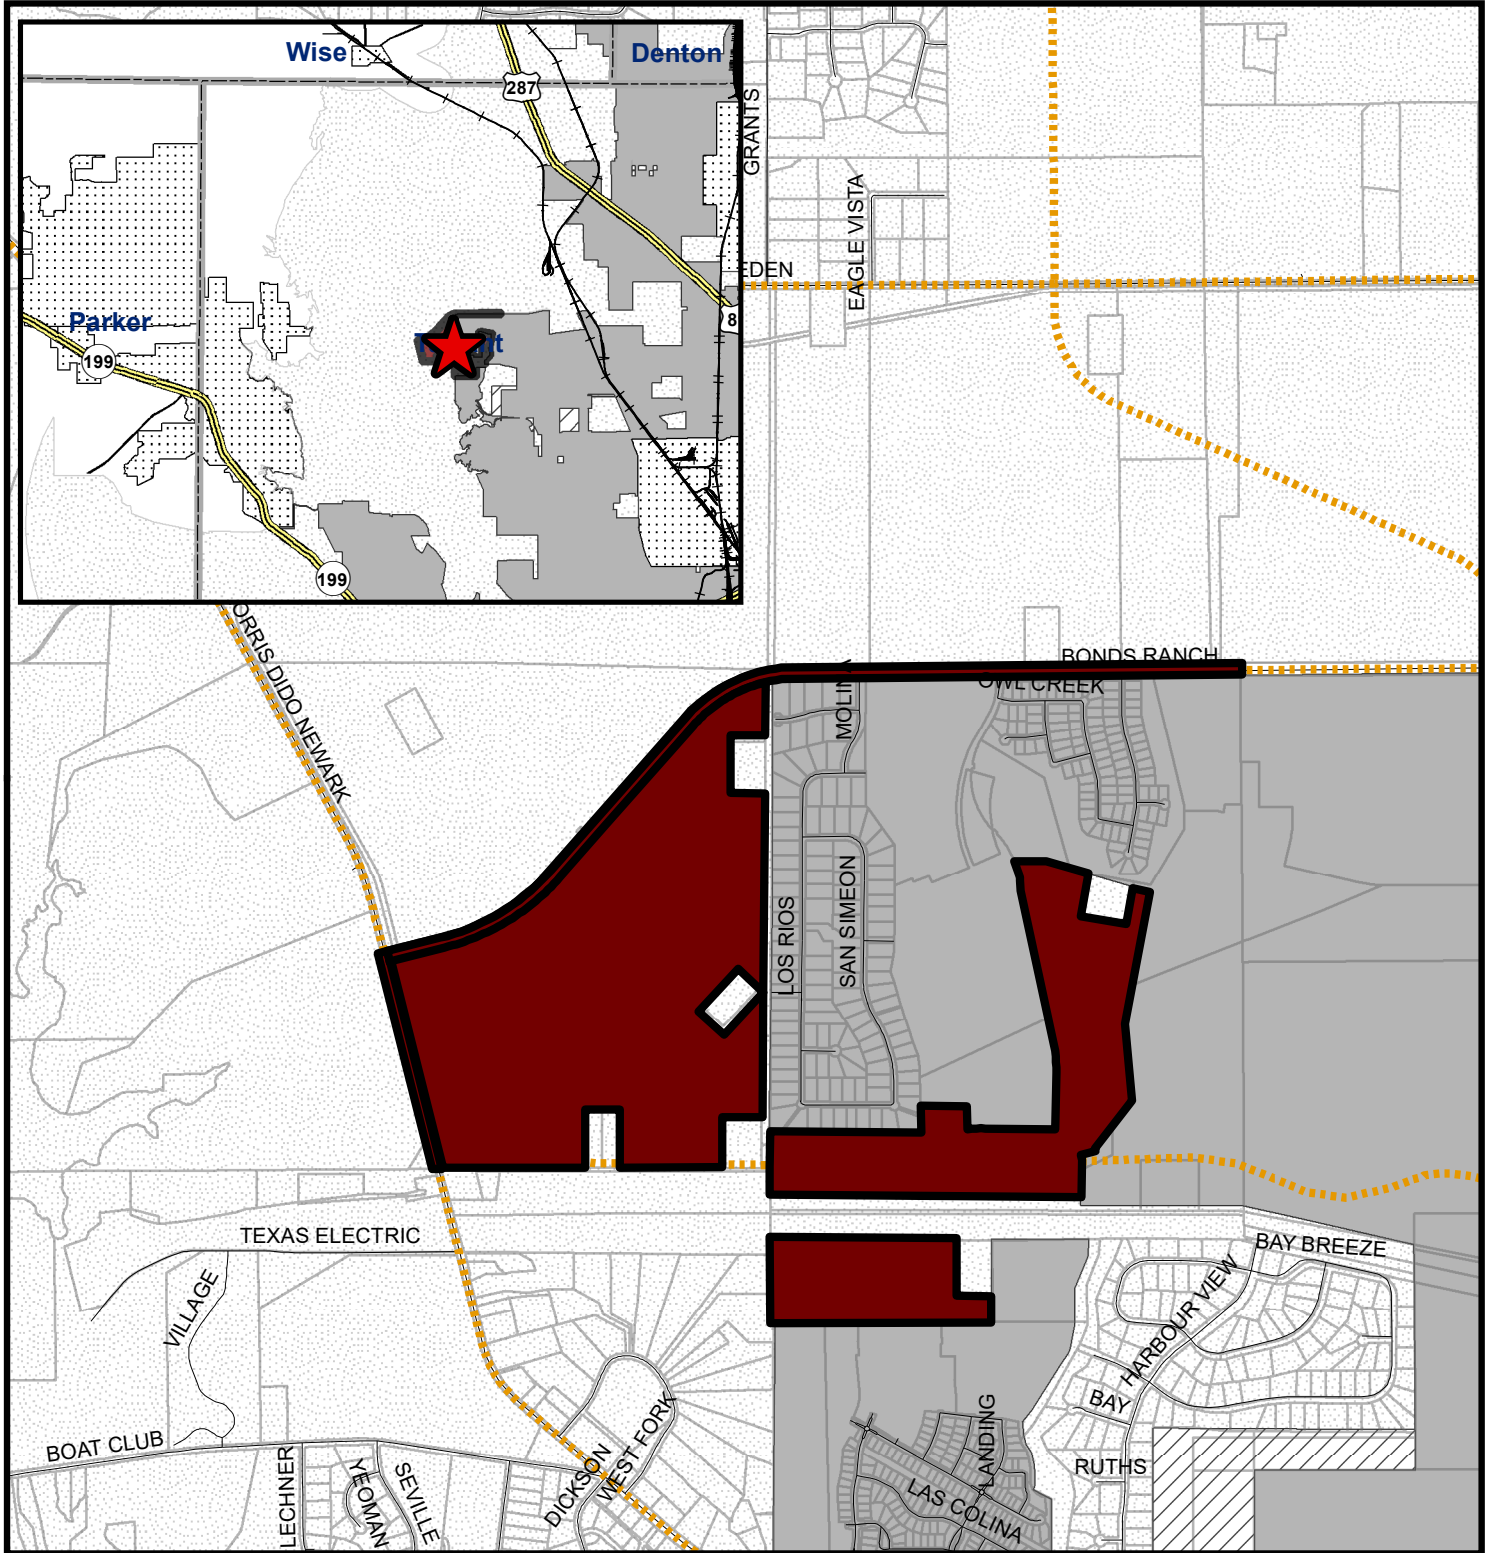 Wise
Denton
287
GRANTS
EAGLE VISTA
EDEN
Parker
8
199
199
ORRIS DIDO NEWARK
BONDS RANCH
OWL CREEK
MOLINA
LOS RIOS
SAN SIMEON
TEXAS ELECTRIC
VILLAGE
BAY BREEZE
HARBOUR VIEW
BAY
BOAT CLUB
LECHNER
YEOMAN
SEVILLE
DICKSON
WEST FORK
LANDING
LAS COLINA
RUTHS